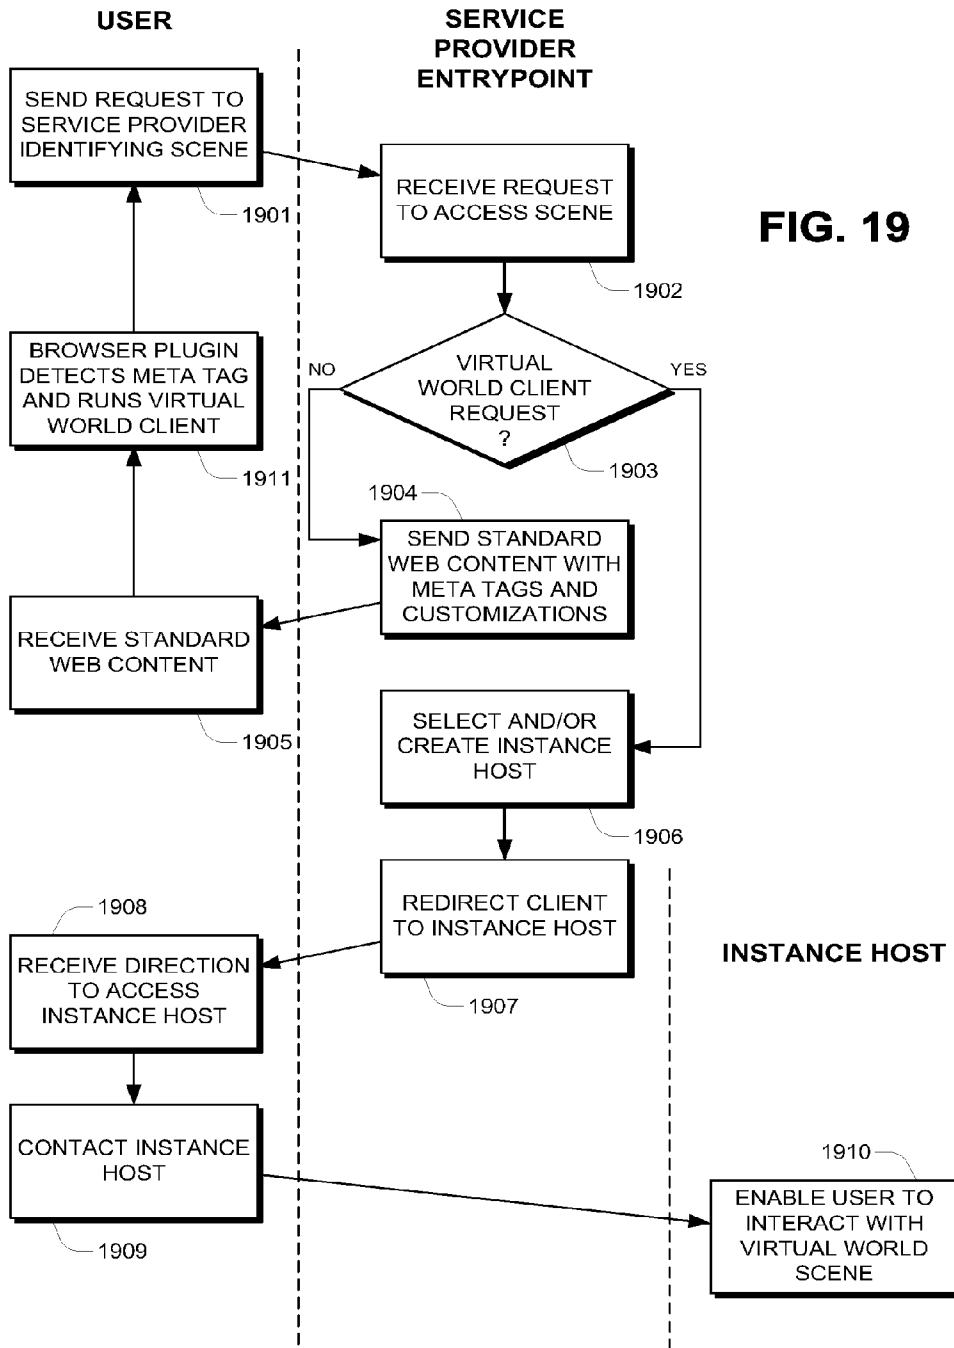 USER
SERVICE
PROVIDER
ENTRYPOINT
SEND REQUEST TO
SERVICE PROVIDER
IDENTIFYING SCENE
1901
RECEIVE REQUEST
TO ACCESS SCENE
1902
FIG. 19
BROWSER PLUGIN
DETECTS META TAG
AND RUNS VIRTUAL
WORLD CLIENT
1911
NO
VIRTUAL
WORLD CLIENT
REQUEST
?
YES
1903
1904
SEND STANDARD
WEB CONTENT WITH
META TAGS AND
CUSTOMIZATIONS
RECEIVE STANDARD
WEB CONTENT
1905
SELECT AND/OR
CREATE INSTANCE
HOST
1906
REDIRECT CLIENT
TO INSTANCE HOST
1907
1908
RECEIVE DIRECTION
TO ACCESS
INSTANCE HOST
INSTANCE HOST
CONTACT INSTANCE
HOST
1909
1910
ENABLE USER TO
INTERACT WITH
VIRTUAL WORLD
SCENE